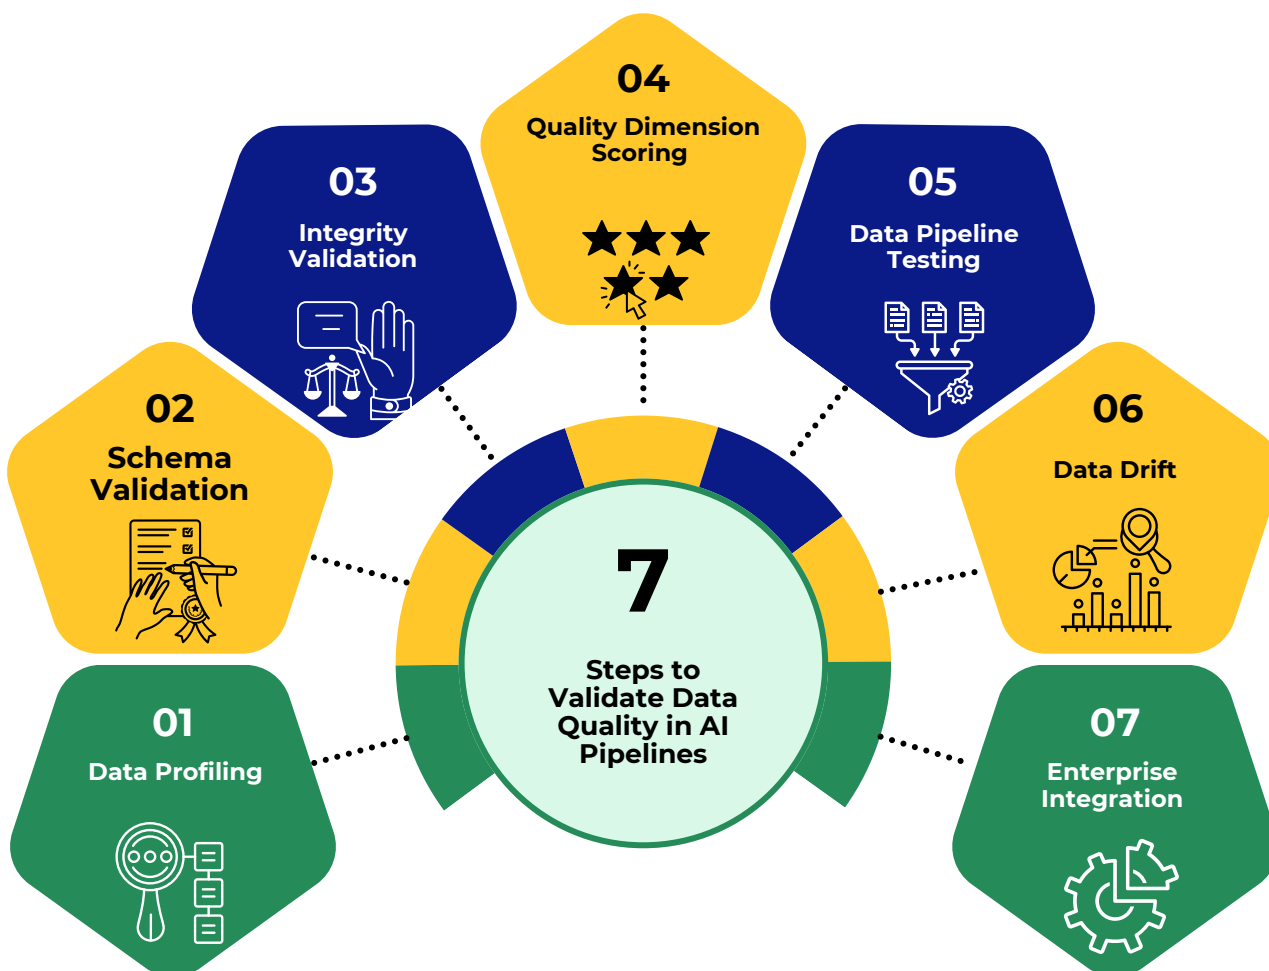 01
Data Profiling
02
Schema
Validation
03
Integrity
Validation
04
Quality Dimension
Scoring
05
Data Pipeline
Testing
06
Data Drift
07
Enterprise
Integration
7
Steps to
Validate Data
Quality in AI
Pipelines